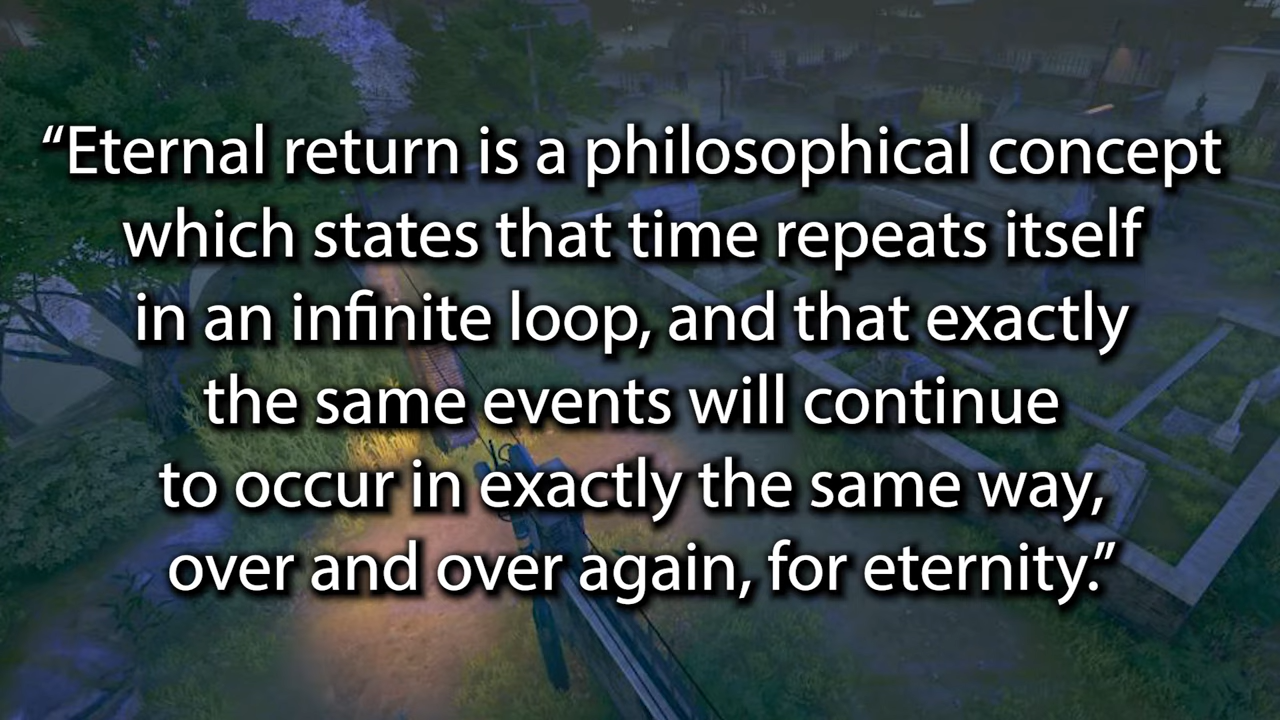 “Eternal return is a philosophical concept
which states that time repeats itself
in an infinite loop, and that exactly
the same events will continue
to occur in exactly the same way,
over and over again, for eternity.”